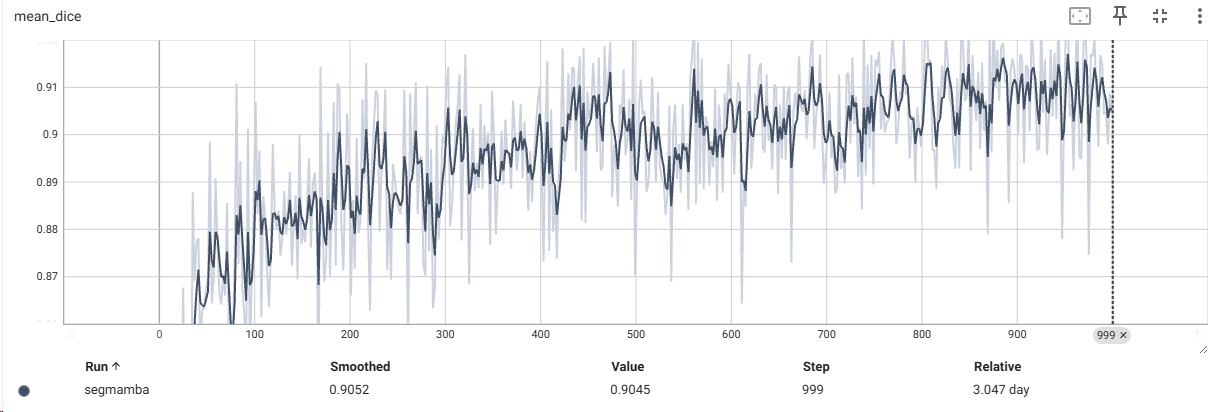 mean_dice
0.91
0.9
0.89
0.88
0.87
0 100 200 300 400 500 600 700 800 900 999 ×
Run ↑ Smoothed Value Step Relative
segmamba 0.9052 0.9045 999 3.047 day